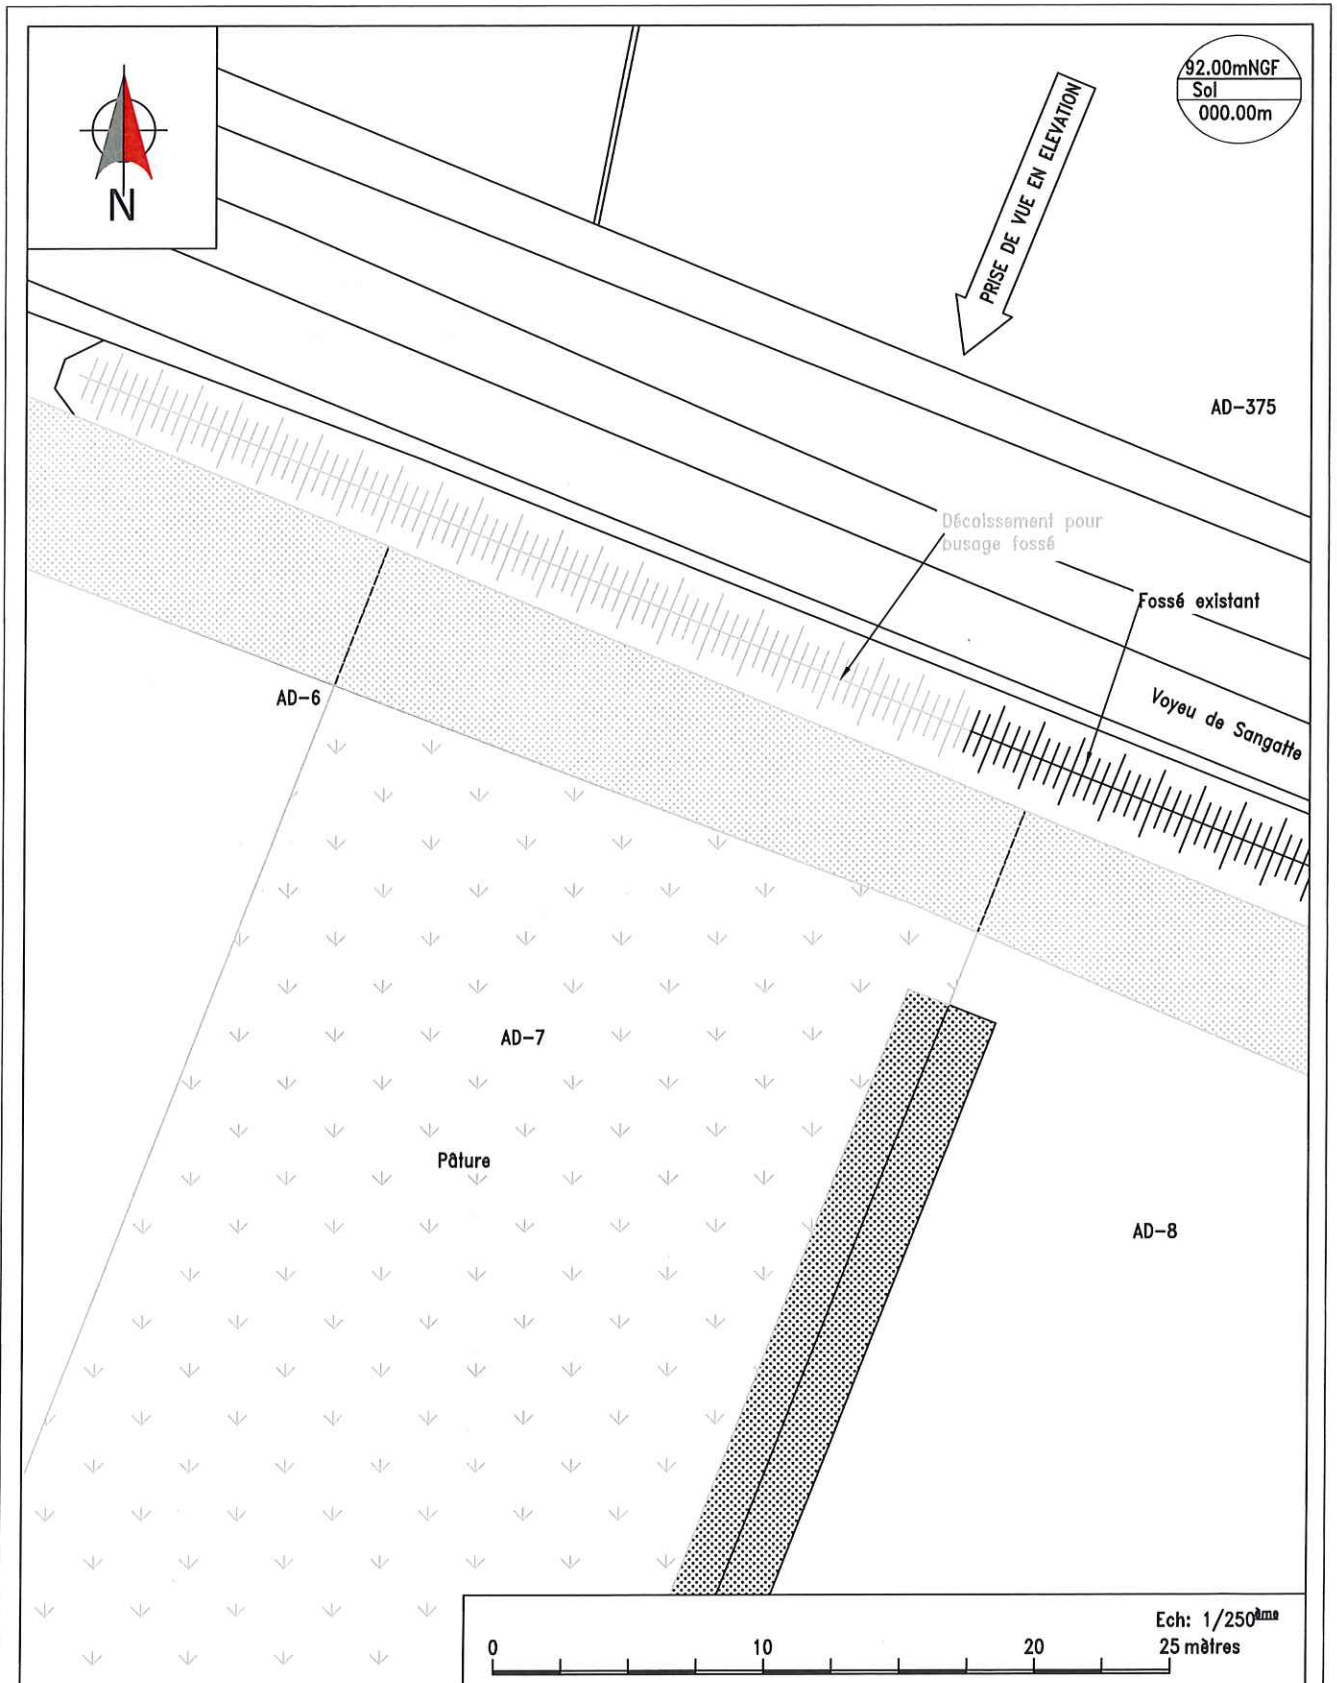 92.00mNGF
Sol
000.00m
N
PRISE DE VUE EN ELEVATION
AD-375
Décaissement pour
busage fossé
Fossé existant
Voyeu de Sangatte
AD-6
AD-7
Pâture
AD-8
Ech: 1/250ème
0 10 20 25 mètres